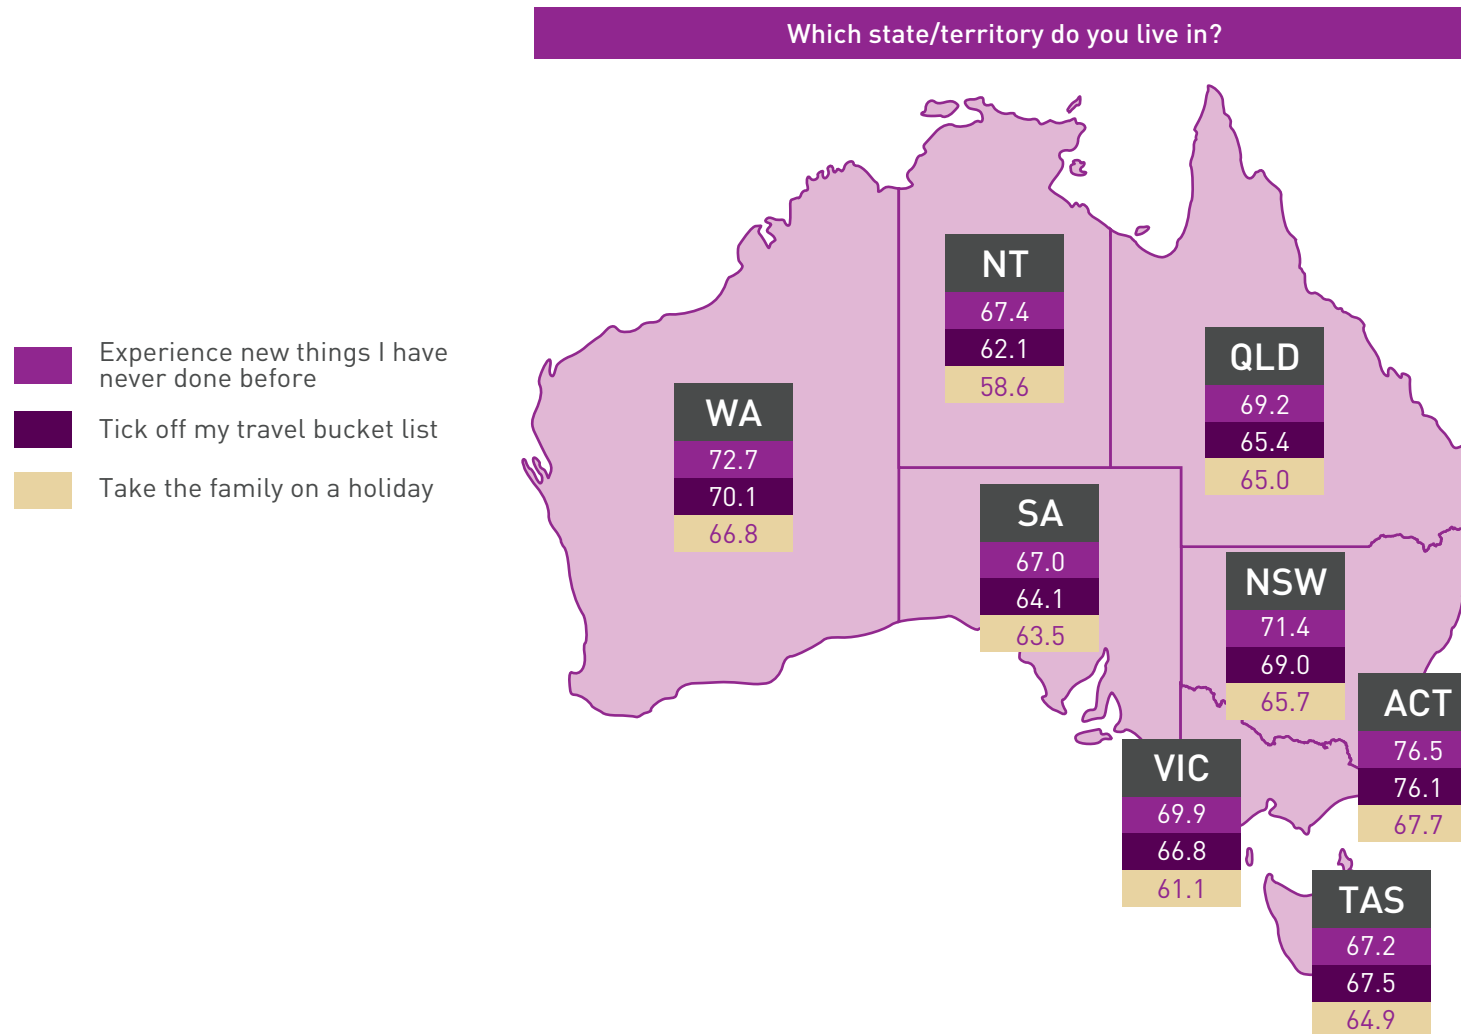 Which state/territory do you live in?
Experience new things I have
never done before
Tick off my travel bucket list
Take the family on a holiday
NT
67.4
62.1
58.6
QLD
69.2
65.4
65.0
WA
72.7
70.1
66.8
SA
67.0
64.1
63.5
NSW
71.4
69.0
65.7
ACT
76.5
76.1
67.7
VIC
69.9
66.8
61.1
TAS
67.2
67.5
64.9